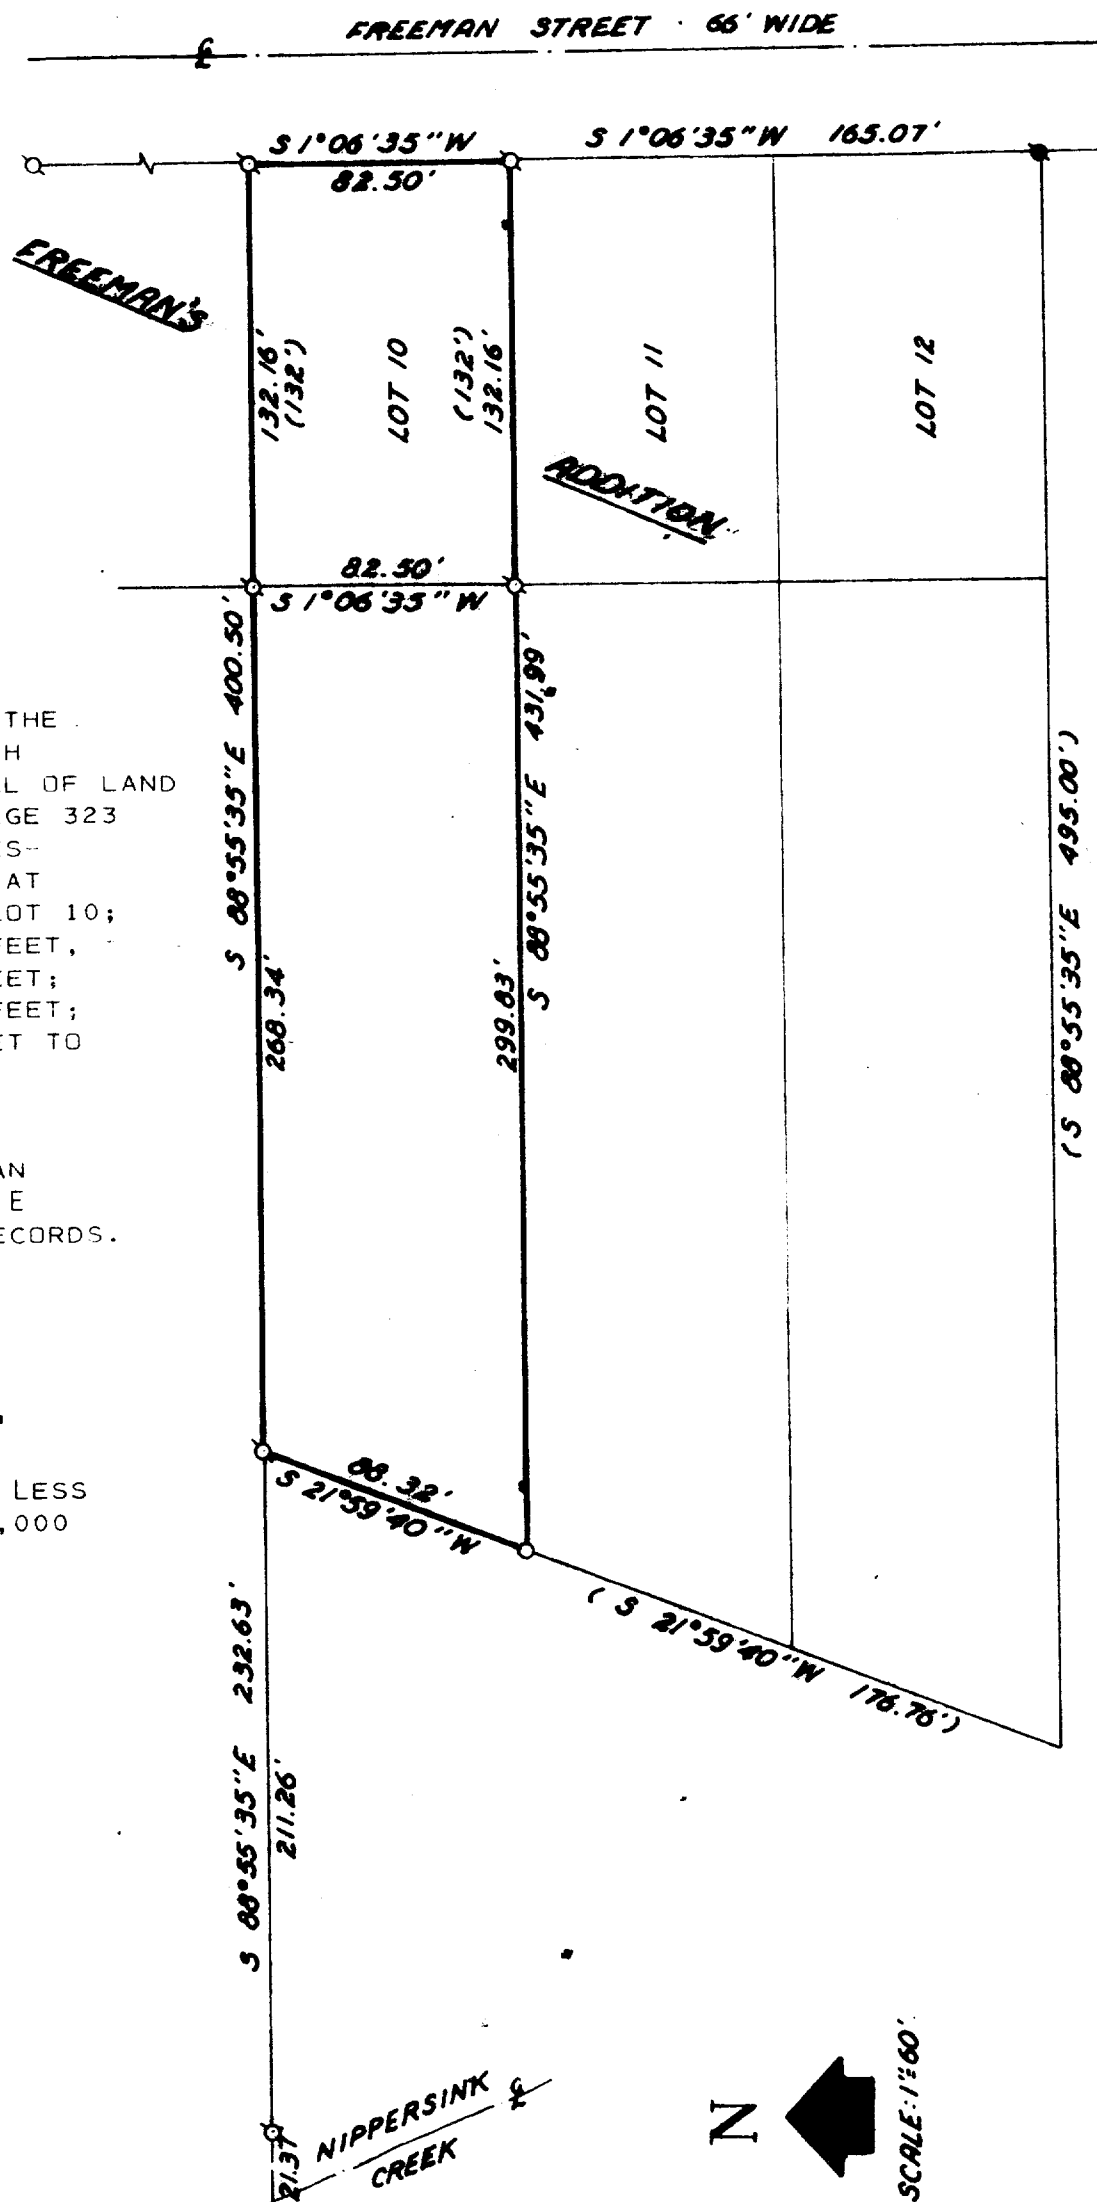 FREEMAN STREET · 66' WIDE
℄
S 1°06'35"W
82.50'
S 1°06'35"W 165.07'
FREEMAN'S
132.16'
(132')
LOT 10
(132')
132.16'
LOT 11
LOT 12
ADDITION
82.50'
S 1°06'35"W
S 88°55'35"E 400.50'
268.34'
S 88°55'35"E 431.99'
299.83'
(S 88°55'35"E 495.00')
THE
H
L OF LAND
GE 323
ES-
AT
LOT 10;
FEET,
EET;
FEET;
ET TO
AN
E
ECORDS.
LESS
,000
88.32'
S 21°59'40"W
( S 21°59'40"W 176.76')
S 88°55'35"E 232.63'
211.26'
21.37
NIPPERSINK ℄
CREEK
N
SCALE: 1"=60'